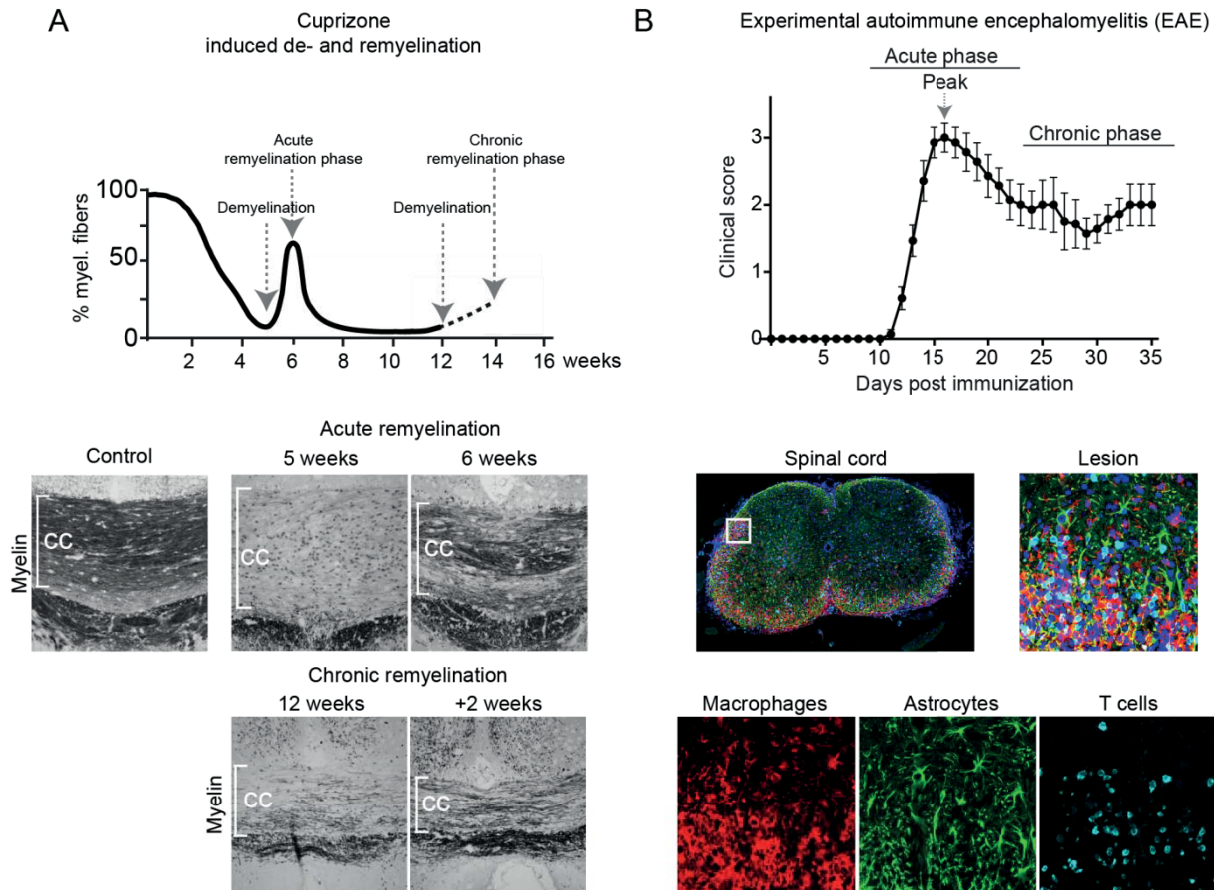 A
Cuprizone
induced de- and remyelination
Acute
remyelination phase
Chronic
remyelination phase
Demyelination
Demyelination
% myel. fibers
100
50
0
2 4 6 8 10 12 14 16 weeks
Acute remyelination
Control
5 weeks
6 weeks
Myelin
CC
CC
CC
Chronic remyelination
12 weeks
+2 weeks
Myelin
CC
CC
B
Experimental autoimmune encephalomyelitis (EAE)
Acute phase
Peak
Chronic phase
Clinical score
3
2
1
0
5 10 15 20 25 30 35
Days post immunization
Spinal cord
Lesion
Macrophages
Astrocytes
T cells